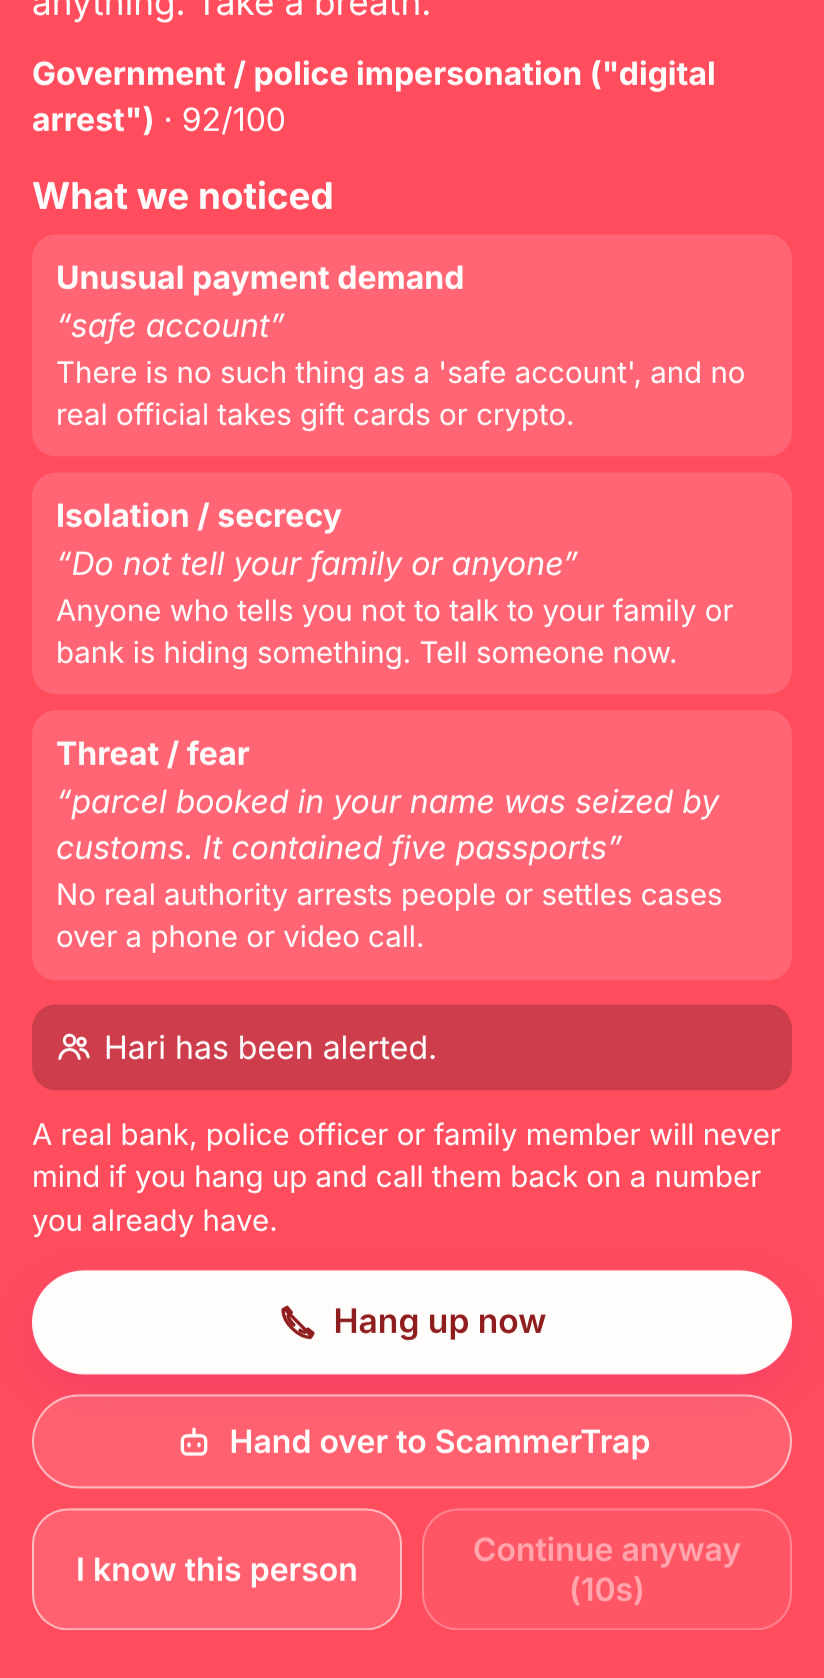 anything. Take a breath.
Government / police impersonation ("digital
arrest") · 92/100
What we noticed
Unusual payment demand
“safe account”
There is no such thing as a 'safe account', and no
real official takes gift cards or crypto.
Isolation / secrecy
“Do not tell your family or anyone”
Anyone who tells you not to talk to your family or
bank is hiding something. Tell someone now.
Threat / fear
“parcel booked in your name was seized by
customs. It contained five passports”
No real authority arrests people or settles cases
over a phone or video call.
Hari has been alerted.
A real bank, police officer or family member will never
mind if you hang up and call them back on a number
you already have.
Hang up now
Hand over to ScammerTrap
I know this person
Continue anyway
(10s)